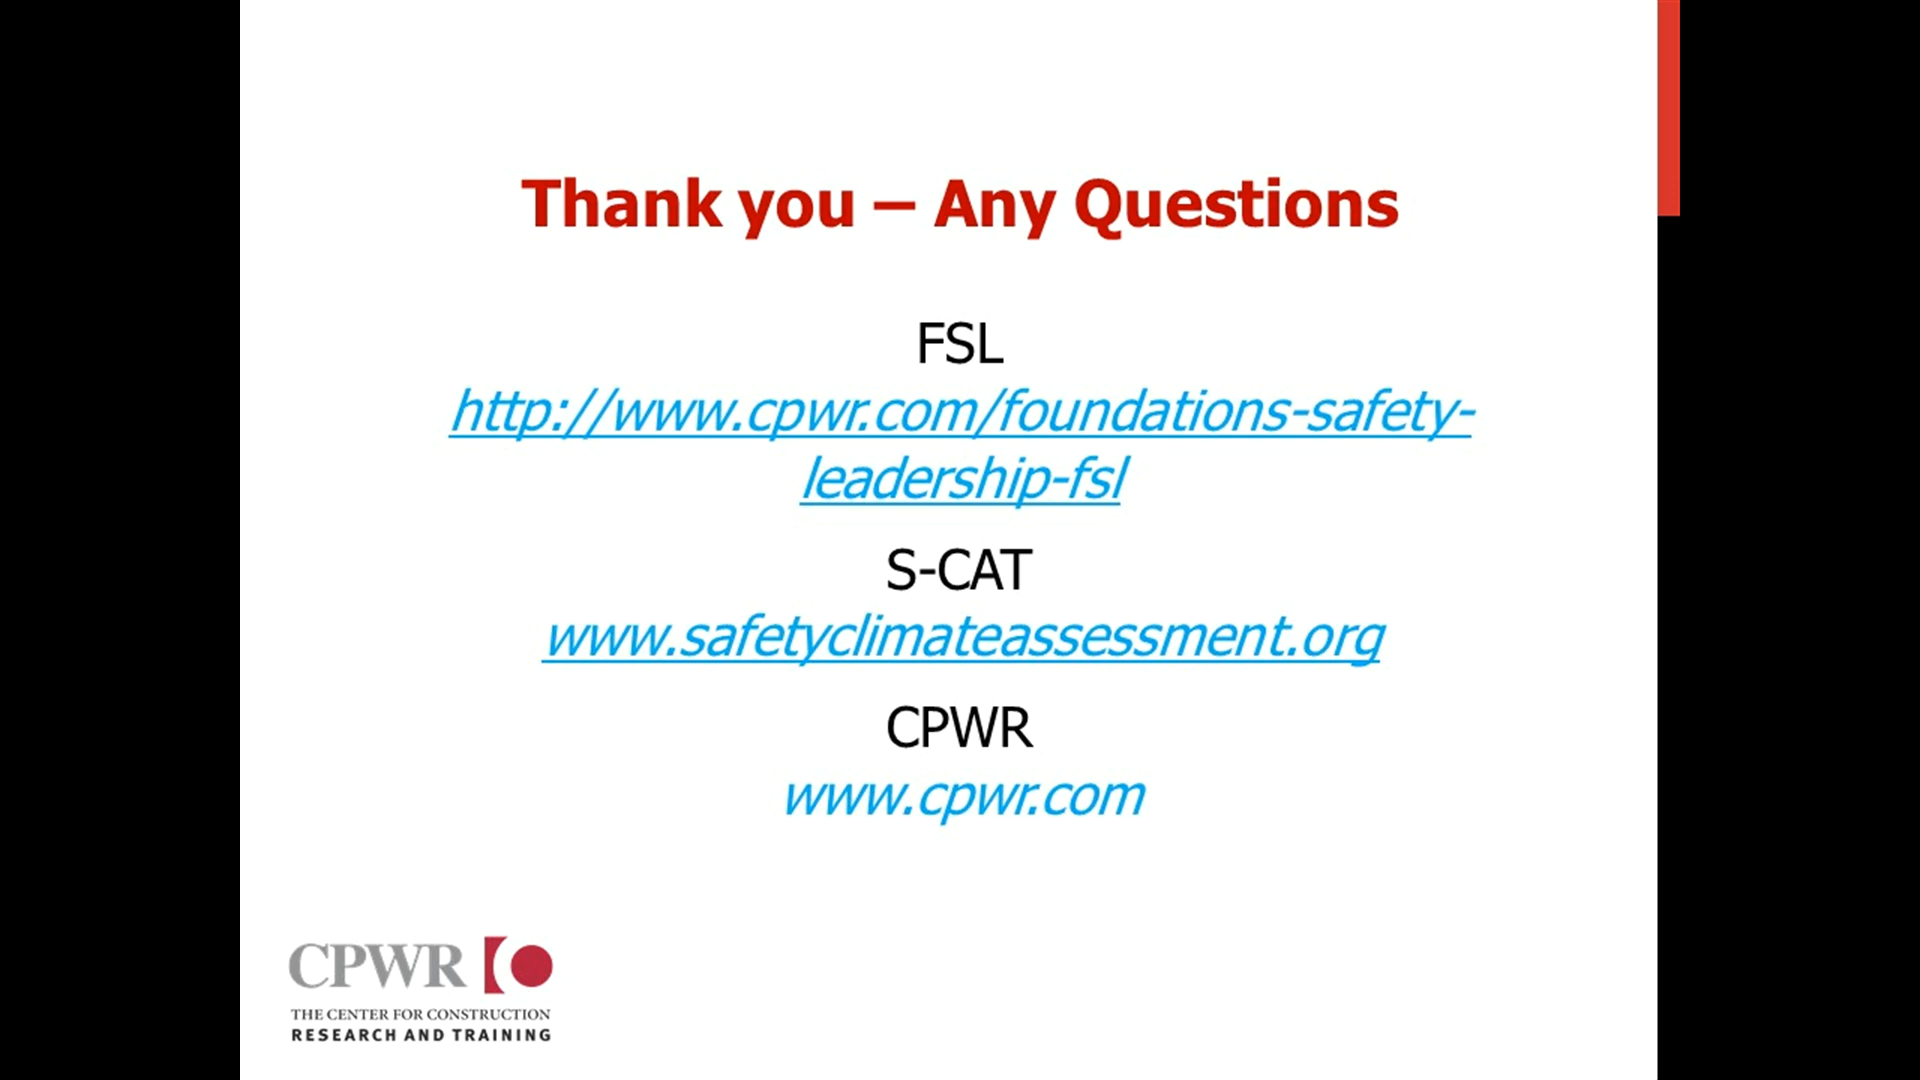 Thank you – Any Questions
FSL
http://www.cpwr.com/foundations-safety-
leadership-fsl
S-CAT
www.safetyclimateassessment.org
CPWR
www.cpwr.com
CPWR
THE CENTER FOR CONSTRUCTION
RESEARCH AND TRAINING